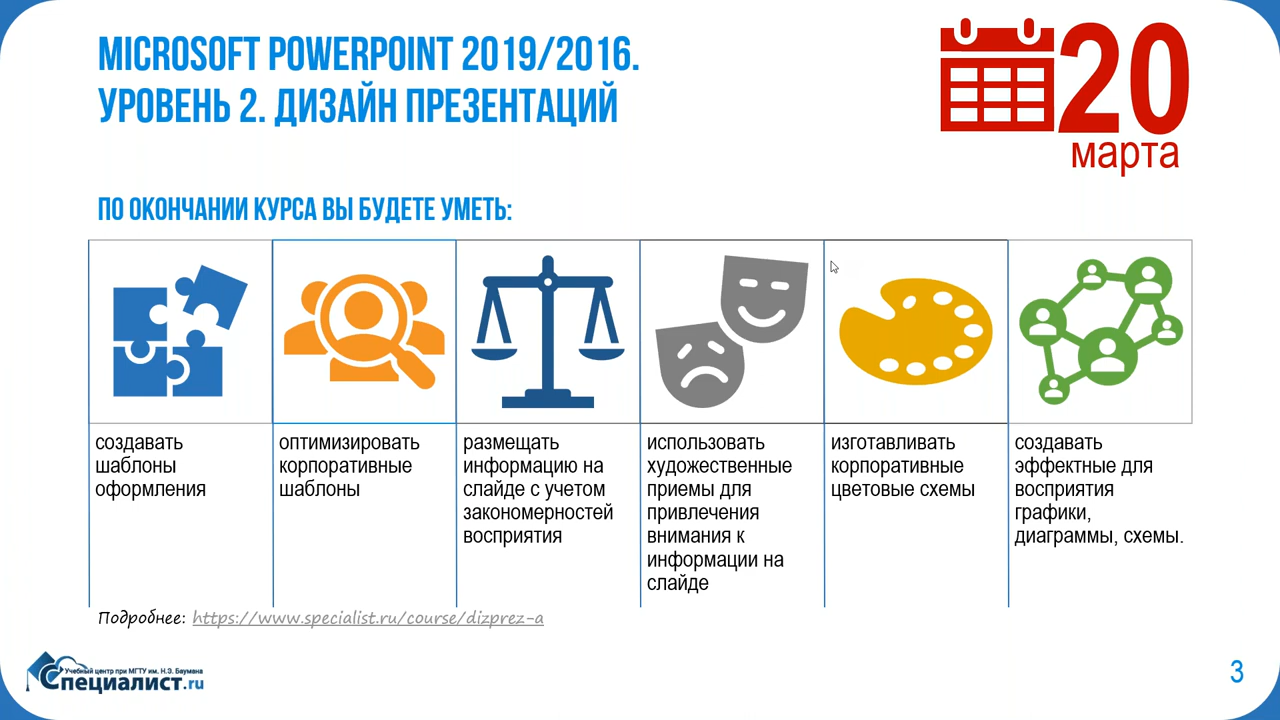 MICROSOFT POWERPOINT 2019/2016.
УРОВЕНЬ 2. ДИЗАЙН ПРЕЗЕНТАЦИЙ
20
марта
ПО ОКОНЧАНИИ КУРСА ВЫ БУДЕТЕ УМЕТЬ:
создавать
шаблоны
оформления
оптимизировать
корпоративные
шаблоны
размещать
информацию на
слайде с учетом
закономерностей
восприятия
использовать
художественные
приемы для
привлечения
внимания к
информации на
слайде
изготавливать
корпоративные
цветовые схемы
создавать
эффектные для
восприятия
графики,
диаграммы, схемы.
Подробнее: https://www.specialist.ru/course/dizprez-a
Учебный центр при МГТУ им. Н.Э. Баумана
Специалист.ru
3